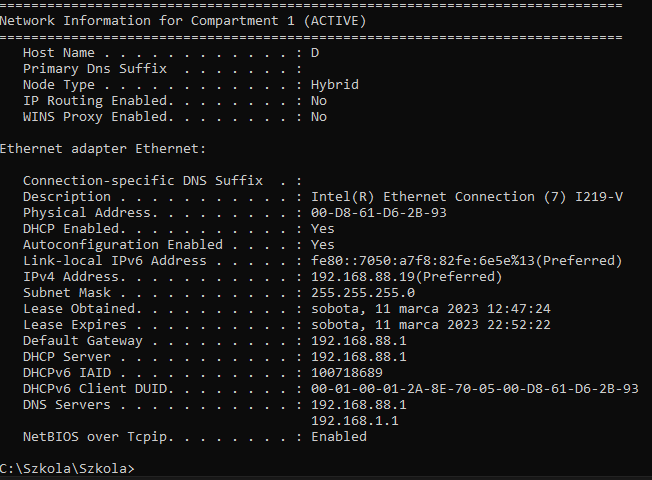 ==============================================================================
Network Information for Compartment 1 (ACTIVE)
==============================================================================
Host Name . . . . . . . . . . . . : D
Primary Dns Suffix  . . . . . . . :
Node Type . . . . . . . . . . . . : Hybrid
IP Routing Enabled. . . . . . . . : No
WINS Proxy Enabled. . . . . . . . : No
Ethernet adapter Ethernet:
Connection-specific DNS Suffix  . :
Description . . . . . . . . . . . : Intel(R) Ethernet Connection (7) I219-V
Physical Address. . . . . . . . . : 00-D8-61-D6-2B-93
DHCP Enabled. . . . . . . . . . . : Yes
Autoconfiguration Enabled . . . . : Yes
Link-local IPv6 Address . . . . . : fe80::7050:a7f8:82fe:6e5e%13(Preferred)
IPv4 Address. . . . . . . . . . . : 192.168.88.19(Preferred)
Subnet Mask . . . . . . . . . . . : 255.255.255.0
Lease Obtained. . . . . . . . . . : sobota, 11 marca 2023 12:47:24
Lease Expires . . . . . . . . . . : sobota, 11 marca 2023 22:52:22
Default Gateway . . . . . . . . . : 192.168.88.1
DHCP Server . . . . . . . . . . . : 192.168.88.1
DHCPv6 IAID . . . . . . . . . . . : 100718689
DHCPv6 Client DUID. . . . . . . . : 00-01-00-01-2A-8E-70-05-00-D8-61-D6-2B-93
DNS Servers . . . . . . . . . . . : 192.168.88.1
192.168.1.1
NetBIOS over Tcpip. . . . . . . . : Enabled
C:\Szkola\Szkola>